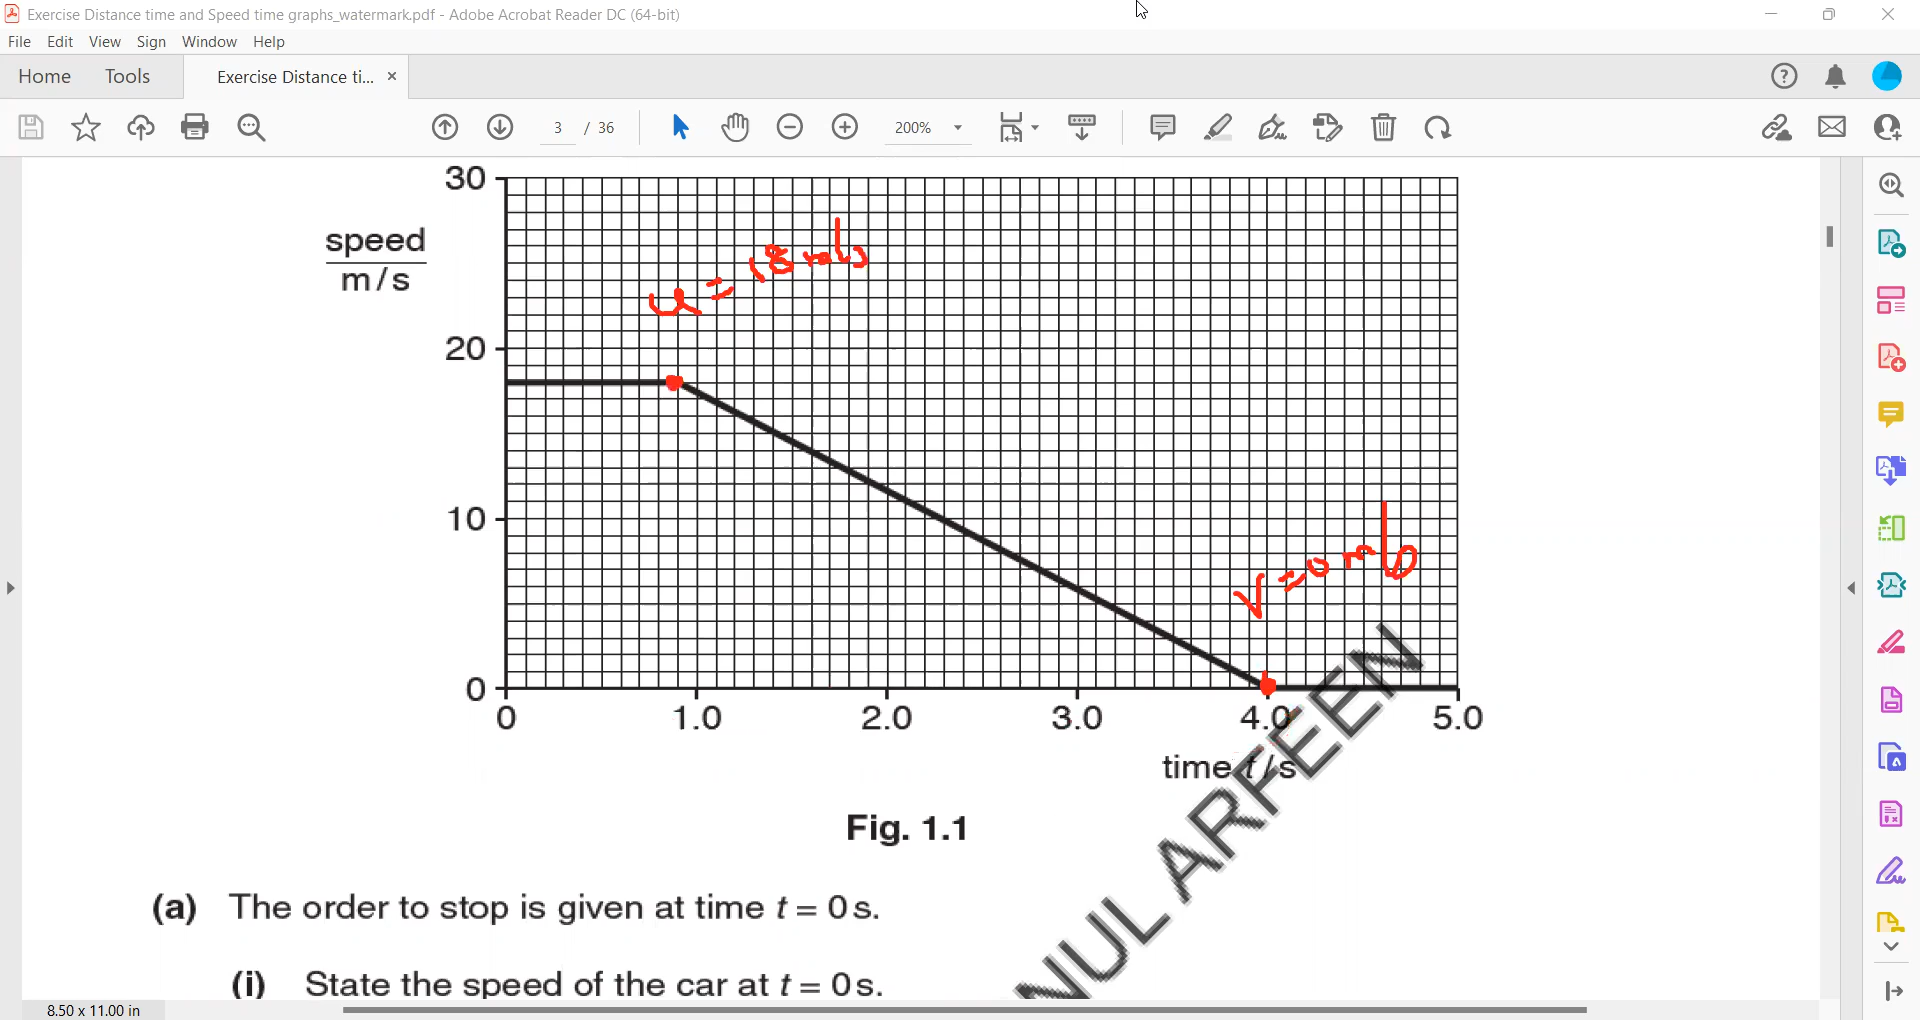 Exercise Distance time and Speed time graphs_watermark.pdf - Adobe Acrobat Reader DC (64-bit)
File Edit View Sign Window Help
Home Tools Exercise Distance ti... ×
3 / 36 200%
30
speed
m/s
u = 18 m/s
20
10
v = 0 m/s
0
0 1.0 2.0 3.0 4.0 5.0
time t/s
Fig. 1.1
NUL ARFEEN
(a) The order to stop is given at time t = 0 s.
(i) State the speed of the car at t = 0 s.
8.50 x 11.00 in